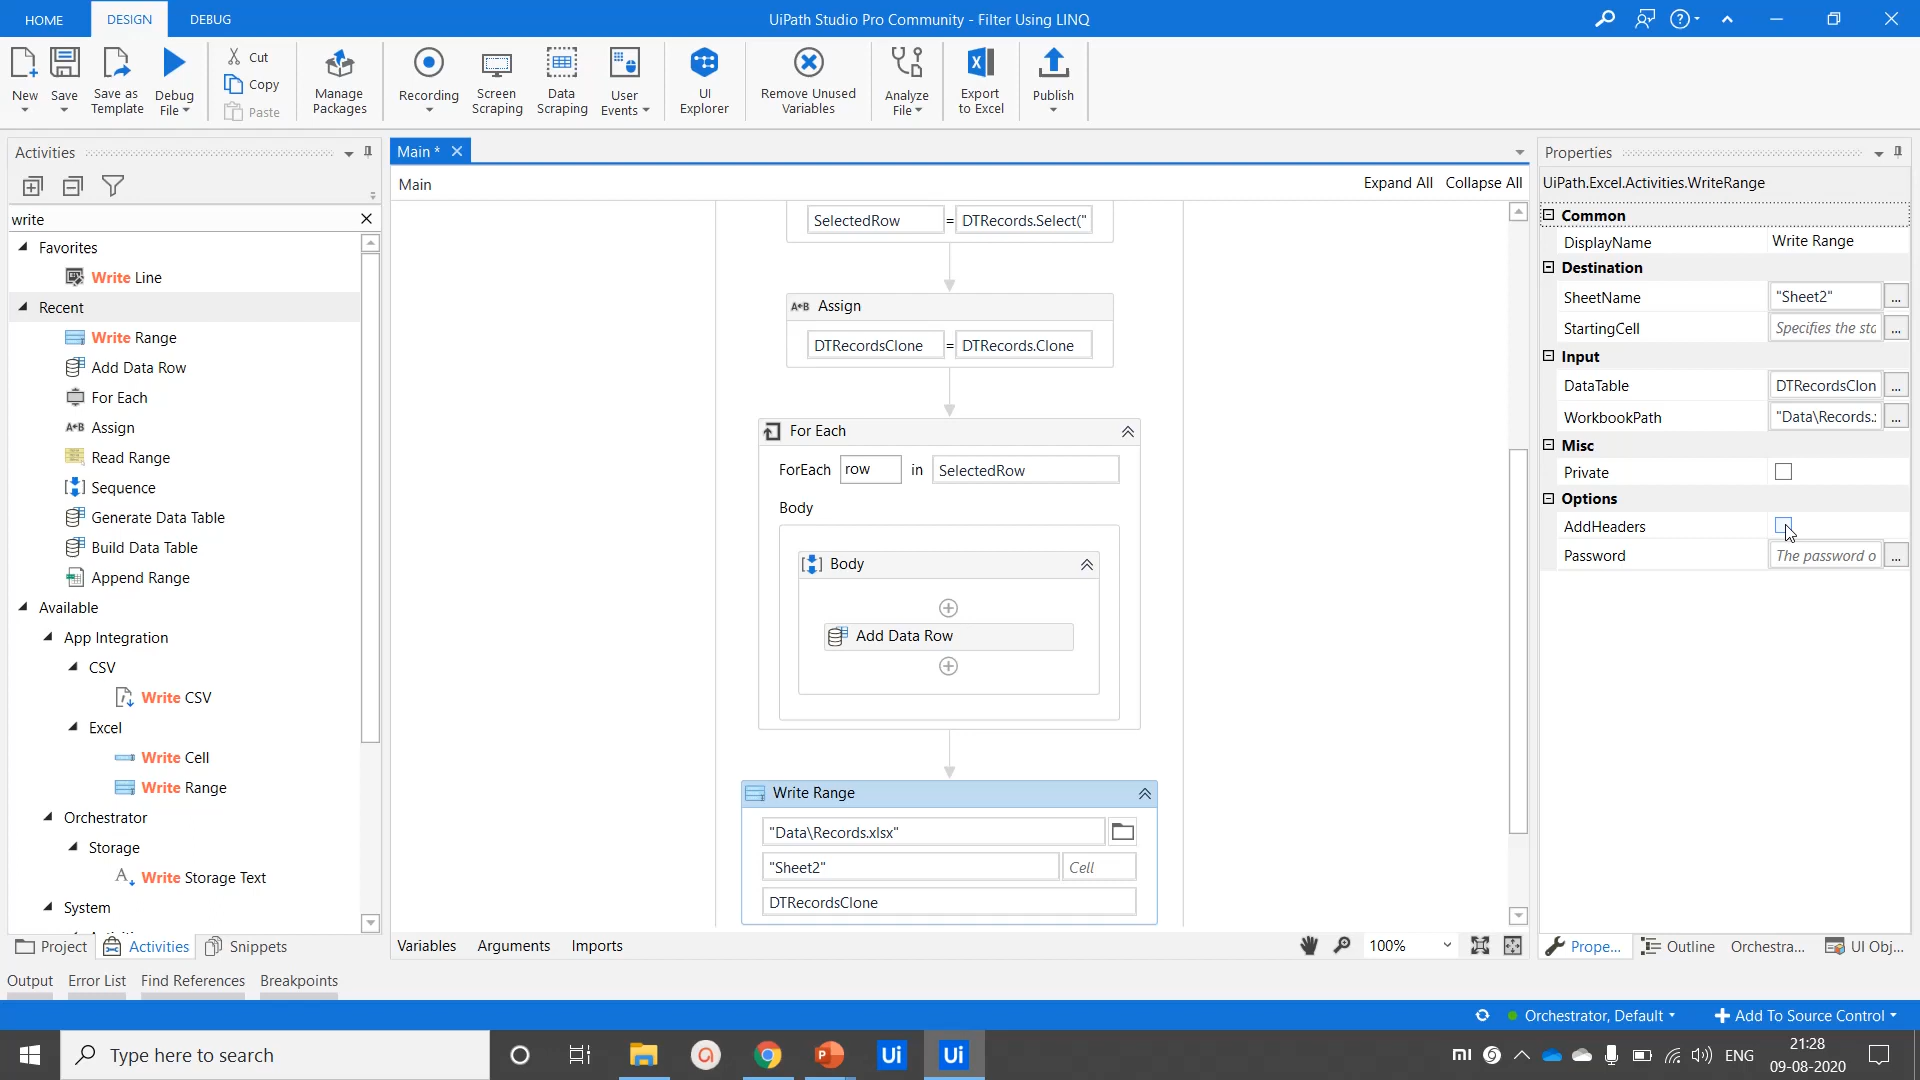 HOME DESIGN DEBUG
UiPath Studio Pro Community - Filter Using LINQ
New Save Save as Template Debug File
Cut
Copy
Paste
Manage Packages
Recording
Screen Scraping
Data Scraping
User Events
UI Explorer
Remove Unused Variables
Analyze File
Export to Excel
Publish
Activities
write
Favorites
Write Line
Recent
Write Range
Add Data Row
For Each
A+B Assign
Read Range
Sequence
Generate Data Table
Build Data Table
Append Range
Available
App Integration
CSV
Write CSV
Excel
Write Cell
Write Range
Orchestrator
Storage
Write Storage Text
System
Project Activities Snippets
Main *
Main
Expand All Collapse All
SelectedRow = DTRecords.Select("
A+B Assign
DTRecordsClone = DTRecords.Clone
For Each
ForEach row in SelectedRow
Body
Body
Add Data Row
Write Range
"Data\Records.xlsx"
"Sheet2" Cell
DTRecordsClone
Variables Arguments Imports
100%
Properties
UiPath.Excel.Activities.WriteRange
Common
DisplayName Write Range
Destination
SheetName "Sheet2" ...
StartingCell Specifies the sta ...
Input
DataTable DTRecordsClon ...
WorkbookPath "Data\Records.: ...
Misc
Private
Options
AddHeaders
Password The password o ...
Prope... Outline Orchestra... UI Obj...
Output Error List Find References Breakpoints
Orchestrator, Default Add To Source Control
Type here to search
Ui Ui
MI
ENG
21:28
09-08-2020